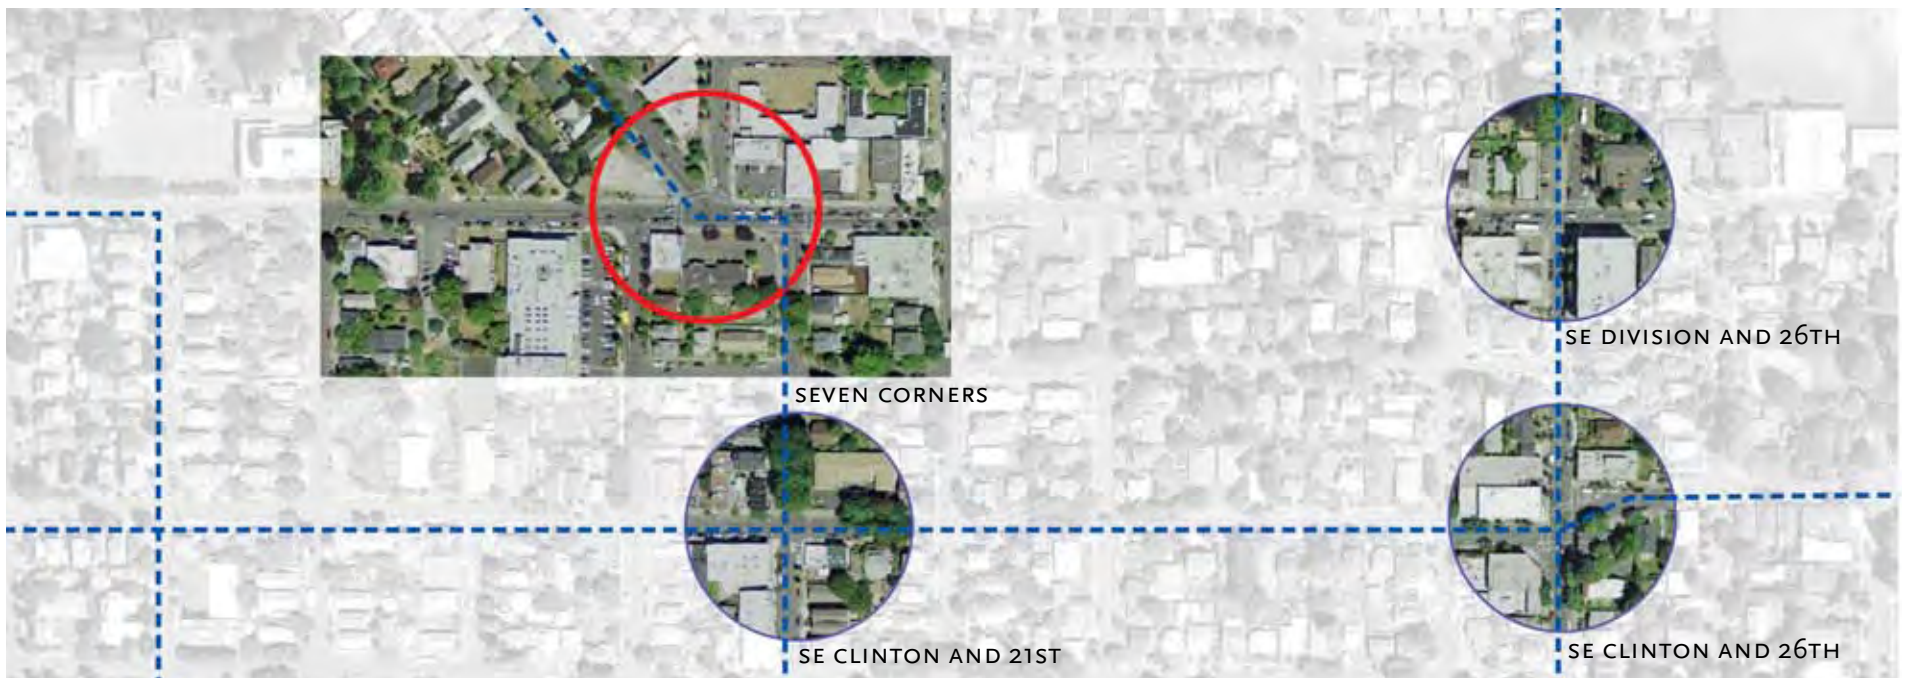 SE DIVISION AND 26TH
SEVEN CORNERS
SE CLINTON AND 21ST
SE CLINTON AND 26TH